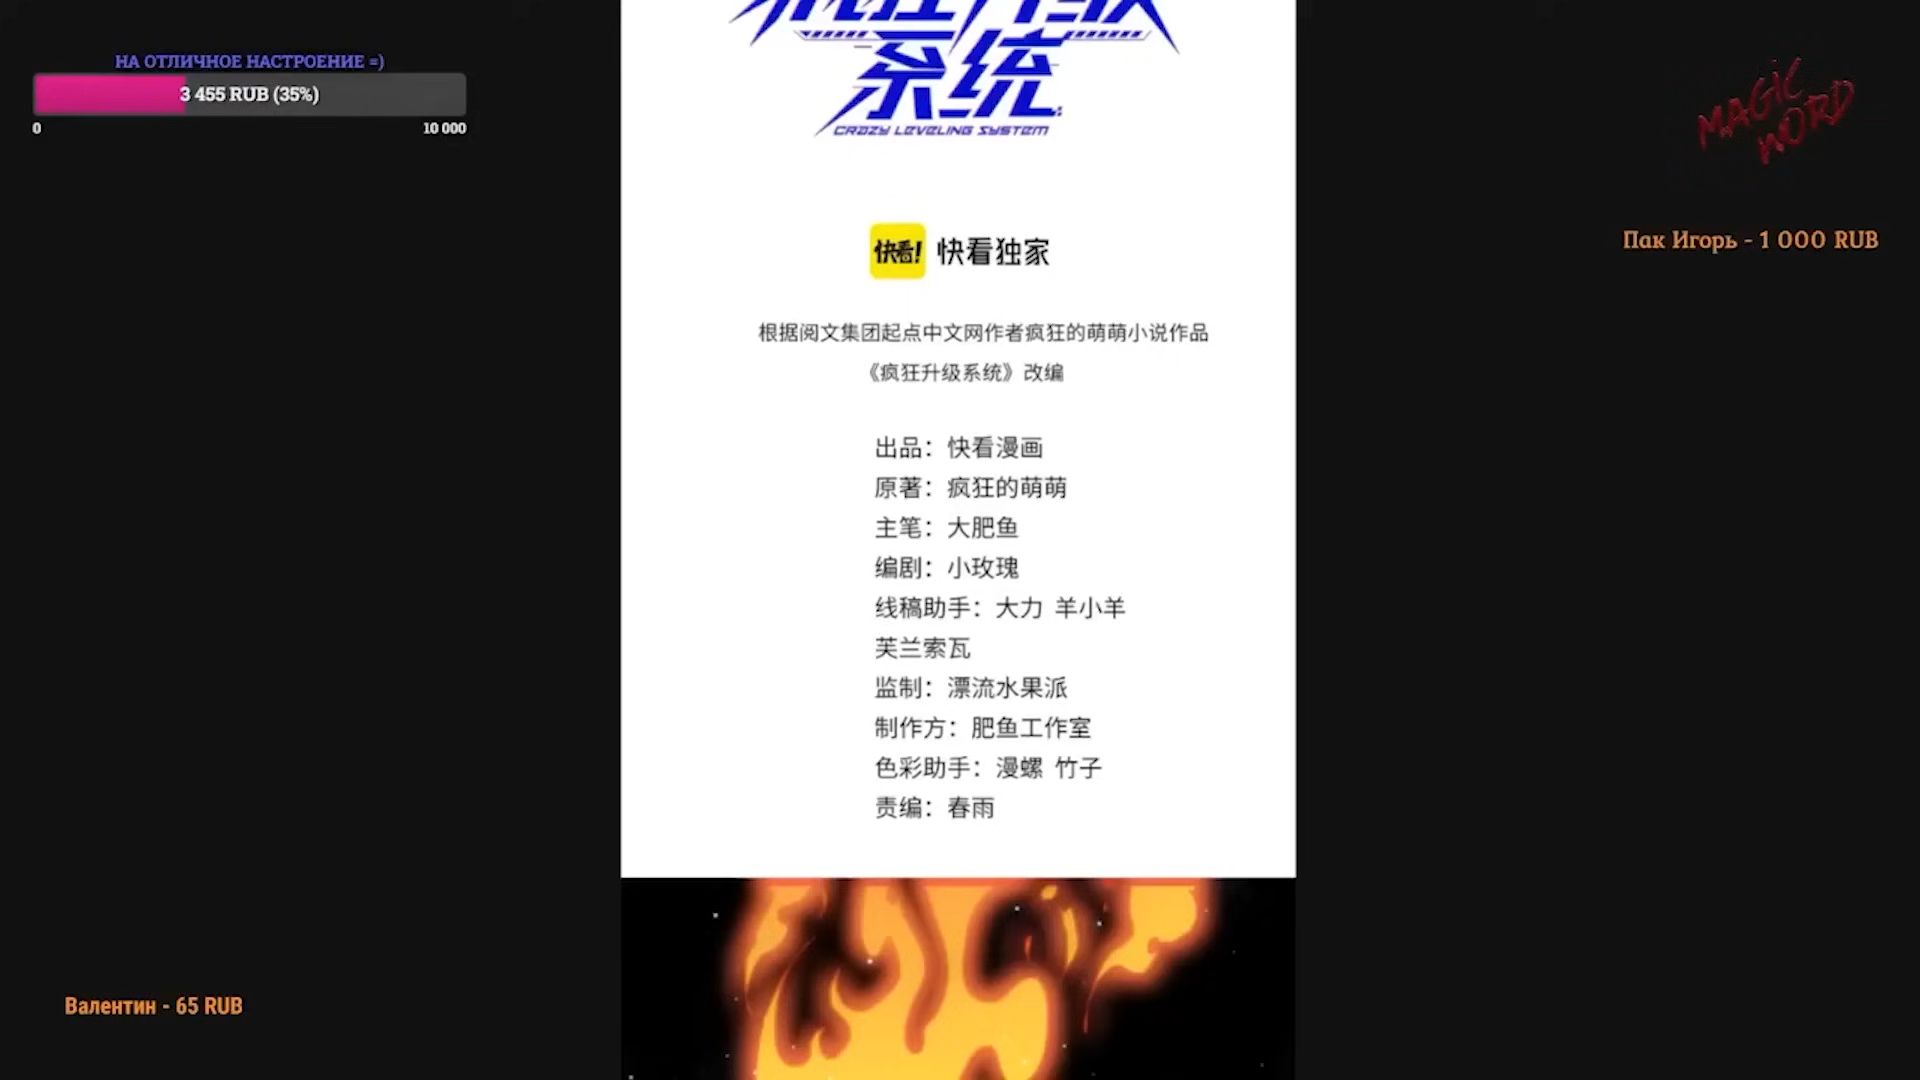 НА ОТЛИЧНОЕ НАСТРОЕНИЕ =)
3 455 RUB (35%)
0
10 000
疯狂升级
系统
CRAZY LEVELING SYSTEM
MAGIC
WORD
Пак Игорь - 1 000 RUB
快看! 快看独家
根据阅文集团起点中文网作者疯狂的萌萌小说作品
《疯狂升级系统》改编
出品：快看漫画
原著：疯狂的萌萌
主笔：大肥鱼
编剧：小玫瑰
线稿助手：大力 羊小羊
芙兰索瓦
监制：漂流水果派
制作方：肥鱼工作室
色彩助手：漫螺 竹子
责编：春雨
Валентин - 65 RUB